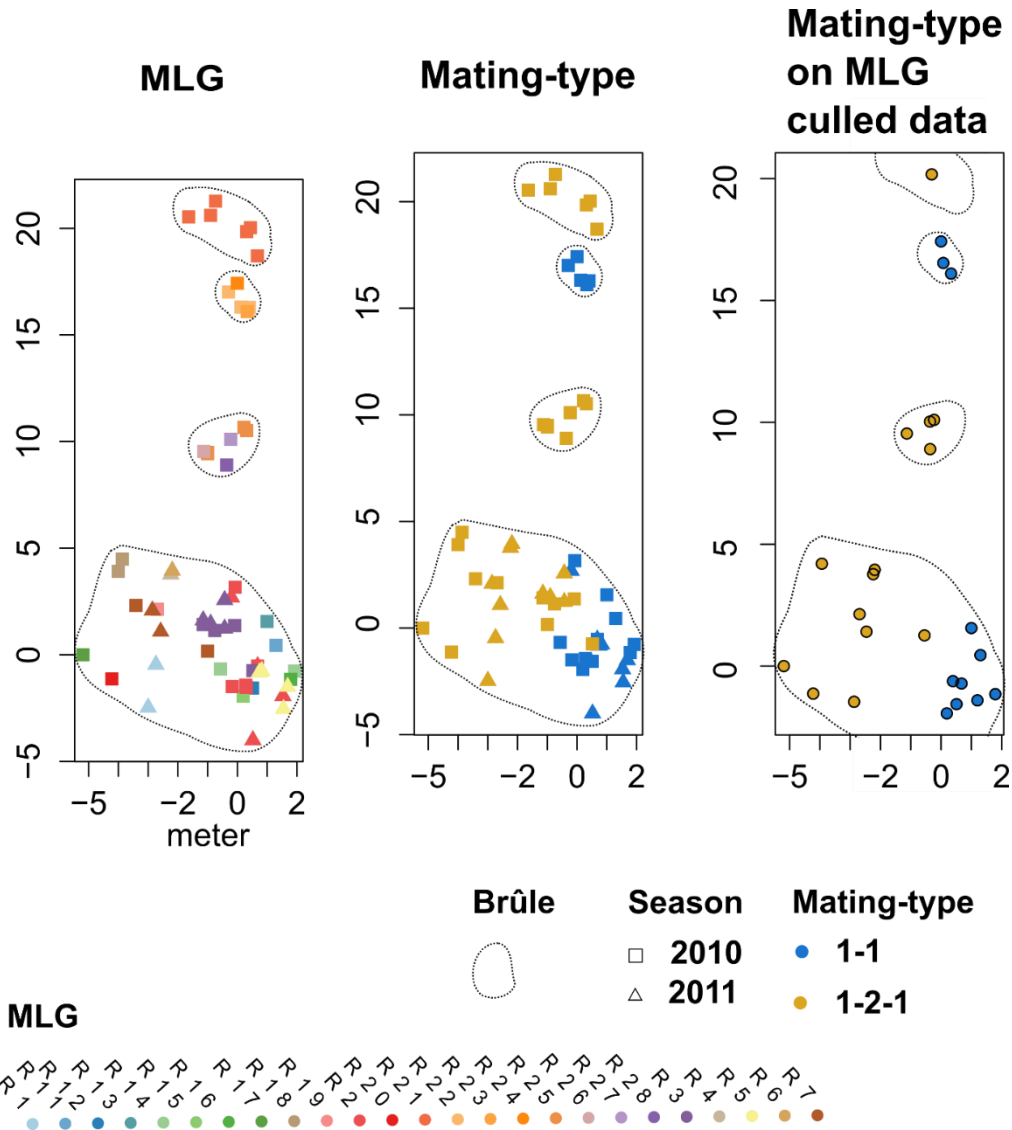 MLG
Mating-type
Mating-type
on MLG
culled data
20
15
10
5
0
−5
−5
−2
0
2
meter
20
15
10
5
0
−5
−5
−2
0
2
20
15
10
5
0
−5
−2
0
2
Brûle
Season
2010
2011
Mating-type
1-1
1-2-1
MLG
R 1
R 11
R 12
R 13
R 14
R 15
R 16
R 17
R 18
R 19
R 2
R 20
R 21
R 22
R 23
R 24
R 25
R 26
R 27
R 28
R 3
R 4
R 5
R 6
R 7